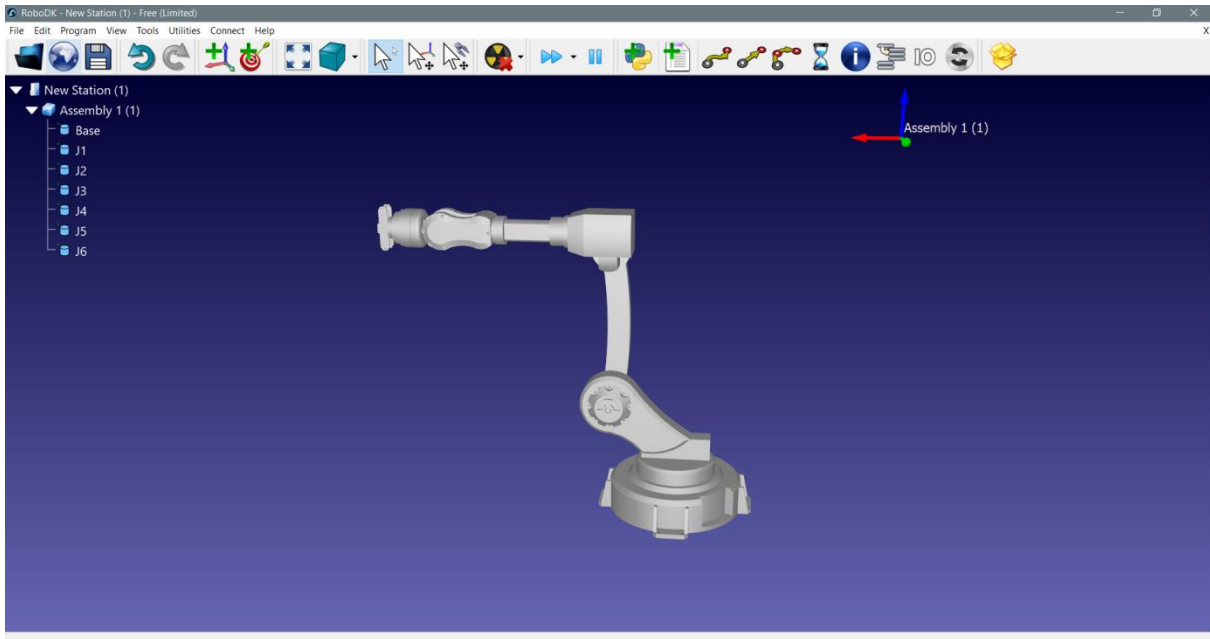 RoboDK - New Station (1) - Free (Limited)
File Edit Program View Tools Utilities Connect Help X
New Station (1)
Assembly 1 (1)
Base
J1
J2
J3
J4
J5
J6
Assembly 1 (1)
IO